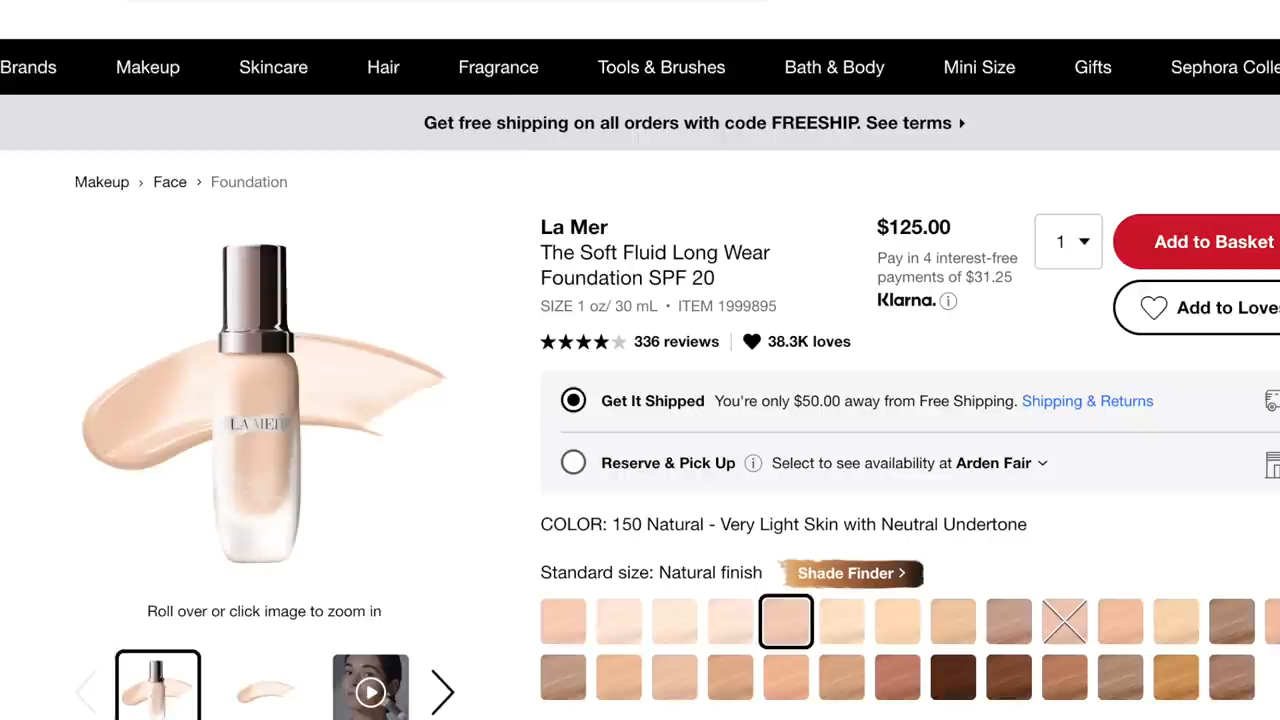 Brands Makeup Skincare Hair Fragrance Tools & Brushes Bath & Body Mini Size Gifts Sephora Colle
Get free shipping on all orders with code FREESHIP. See terms
Makeup › Face › Foundation
La Mer
The Soft Fluid Long Wear
Foundation SPF 20
SIZE 1 oz/ 30 mL • ITEM 1999895
336 reviews | 38.3K loves
$125.00
Pay in 4 interest-free
payments of $31.25
Klarna.
1
Add to Basket
Add to Loves
LA MER
Get It Shipped You're only $50.00 away from Free Shipping. Shipping & Returns
Reserve & Pick Up Select to see availability at Arden Fair
COLOR: 150 Natural - Very Light Skin with Neutral Undertone
Standard size: Natural finish Shade Finder >
Roll over or click image to zoom in